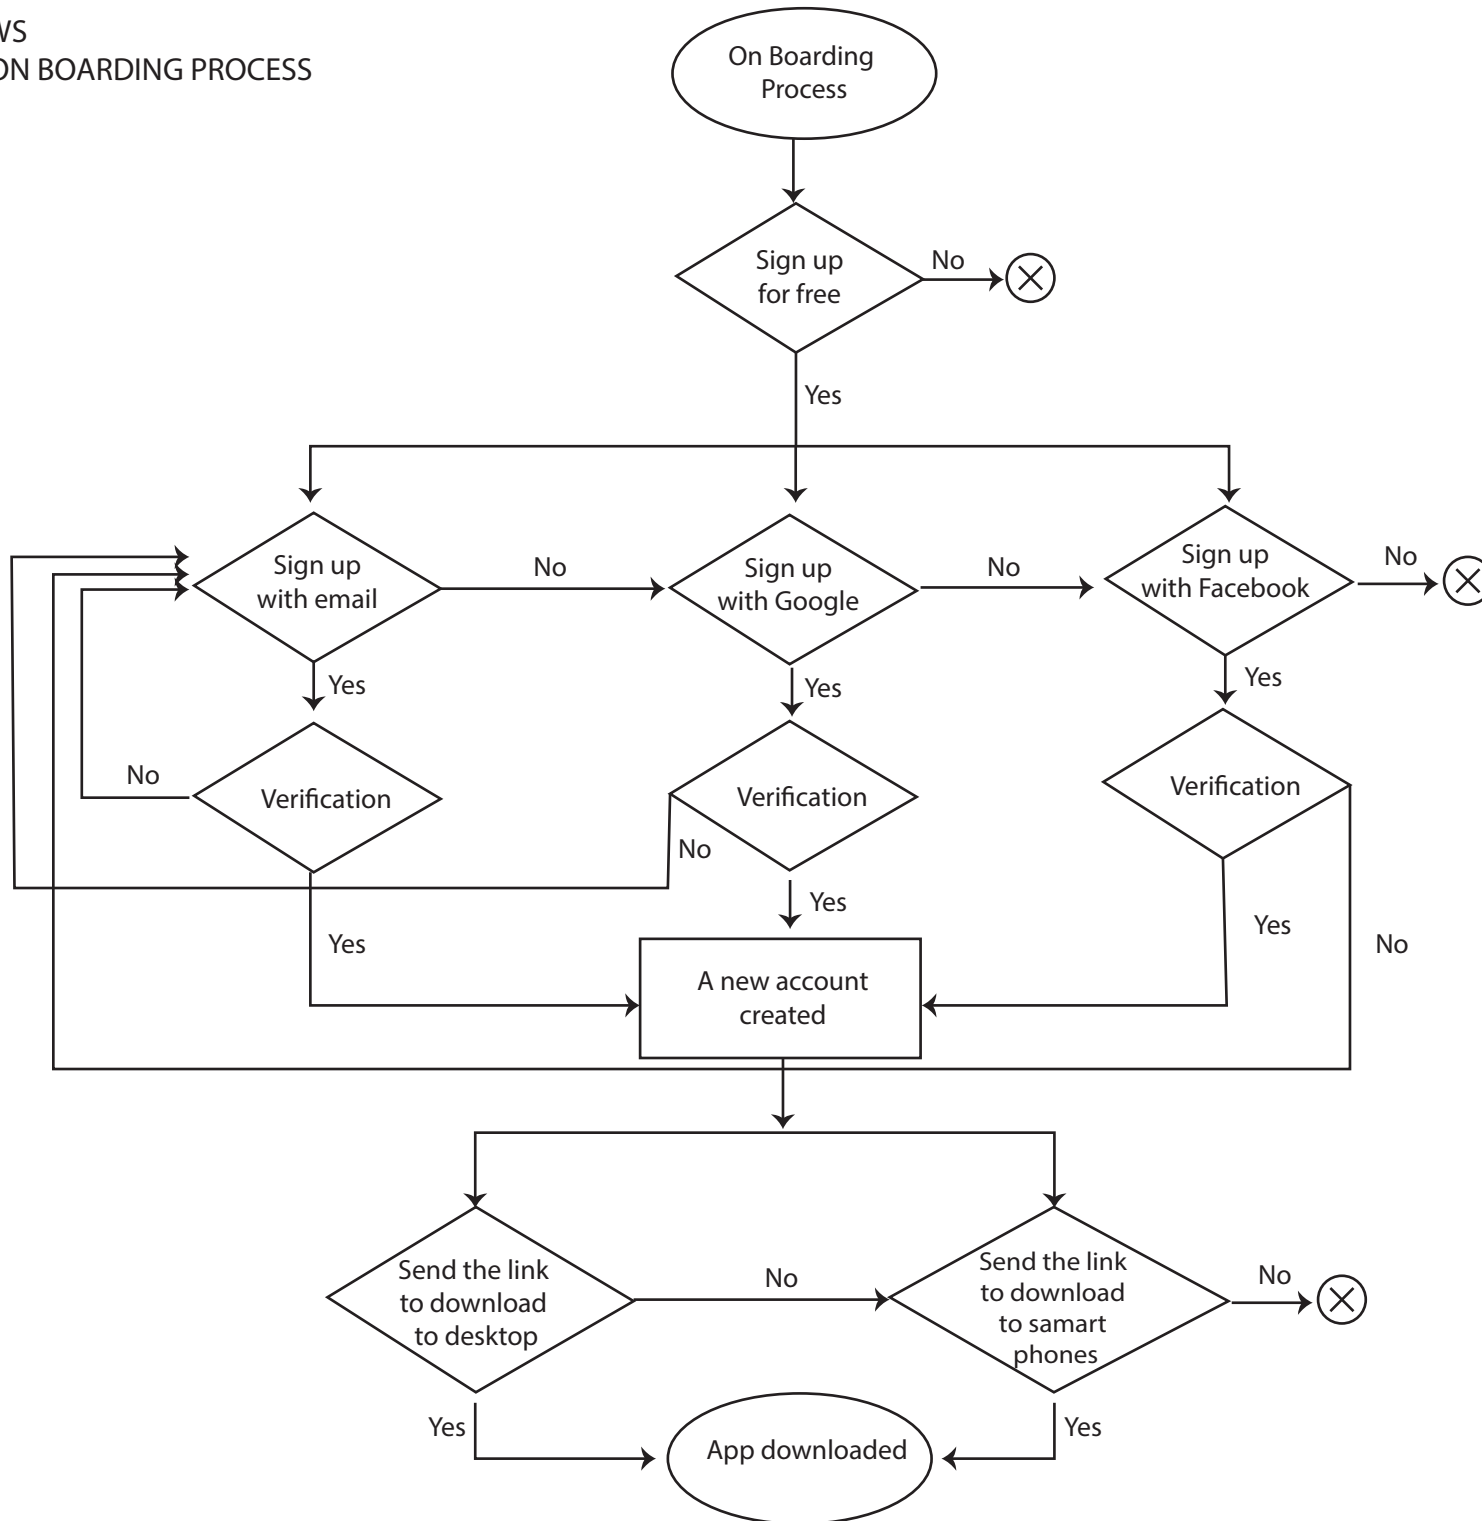 ON BOARDING PROCESS
On Boarding
Process
Sign up
for free
No
Yes
Sign up
with email
No
Sign up
with Google
No
Sign up
with Facebook
No
Yes
Yes
Yes
No
Verification
Verification
No
Verification
Yes
Yes
Yes
No
A new account
created
Send the link
to download
to desktop
No
Send the link
to download
to samart
phones
No
Yes
Yes
App downloaded